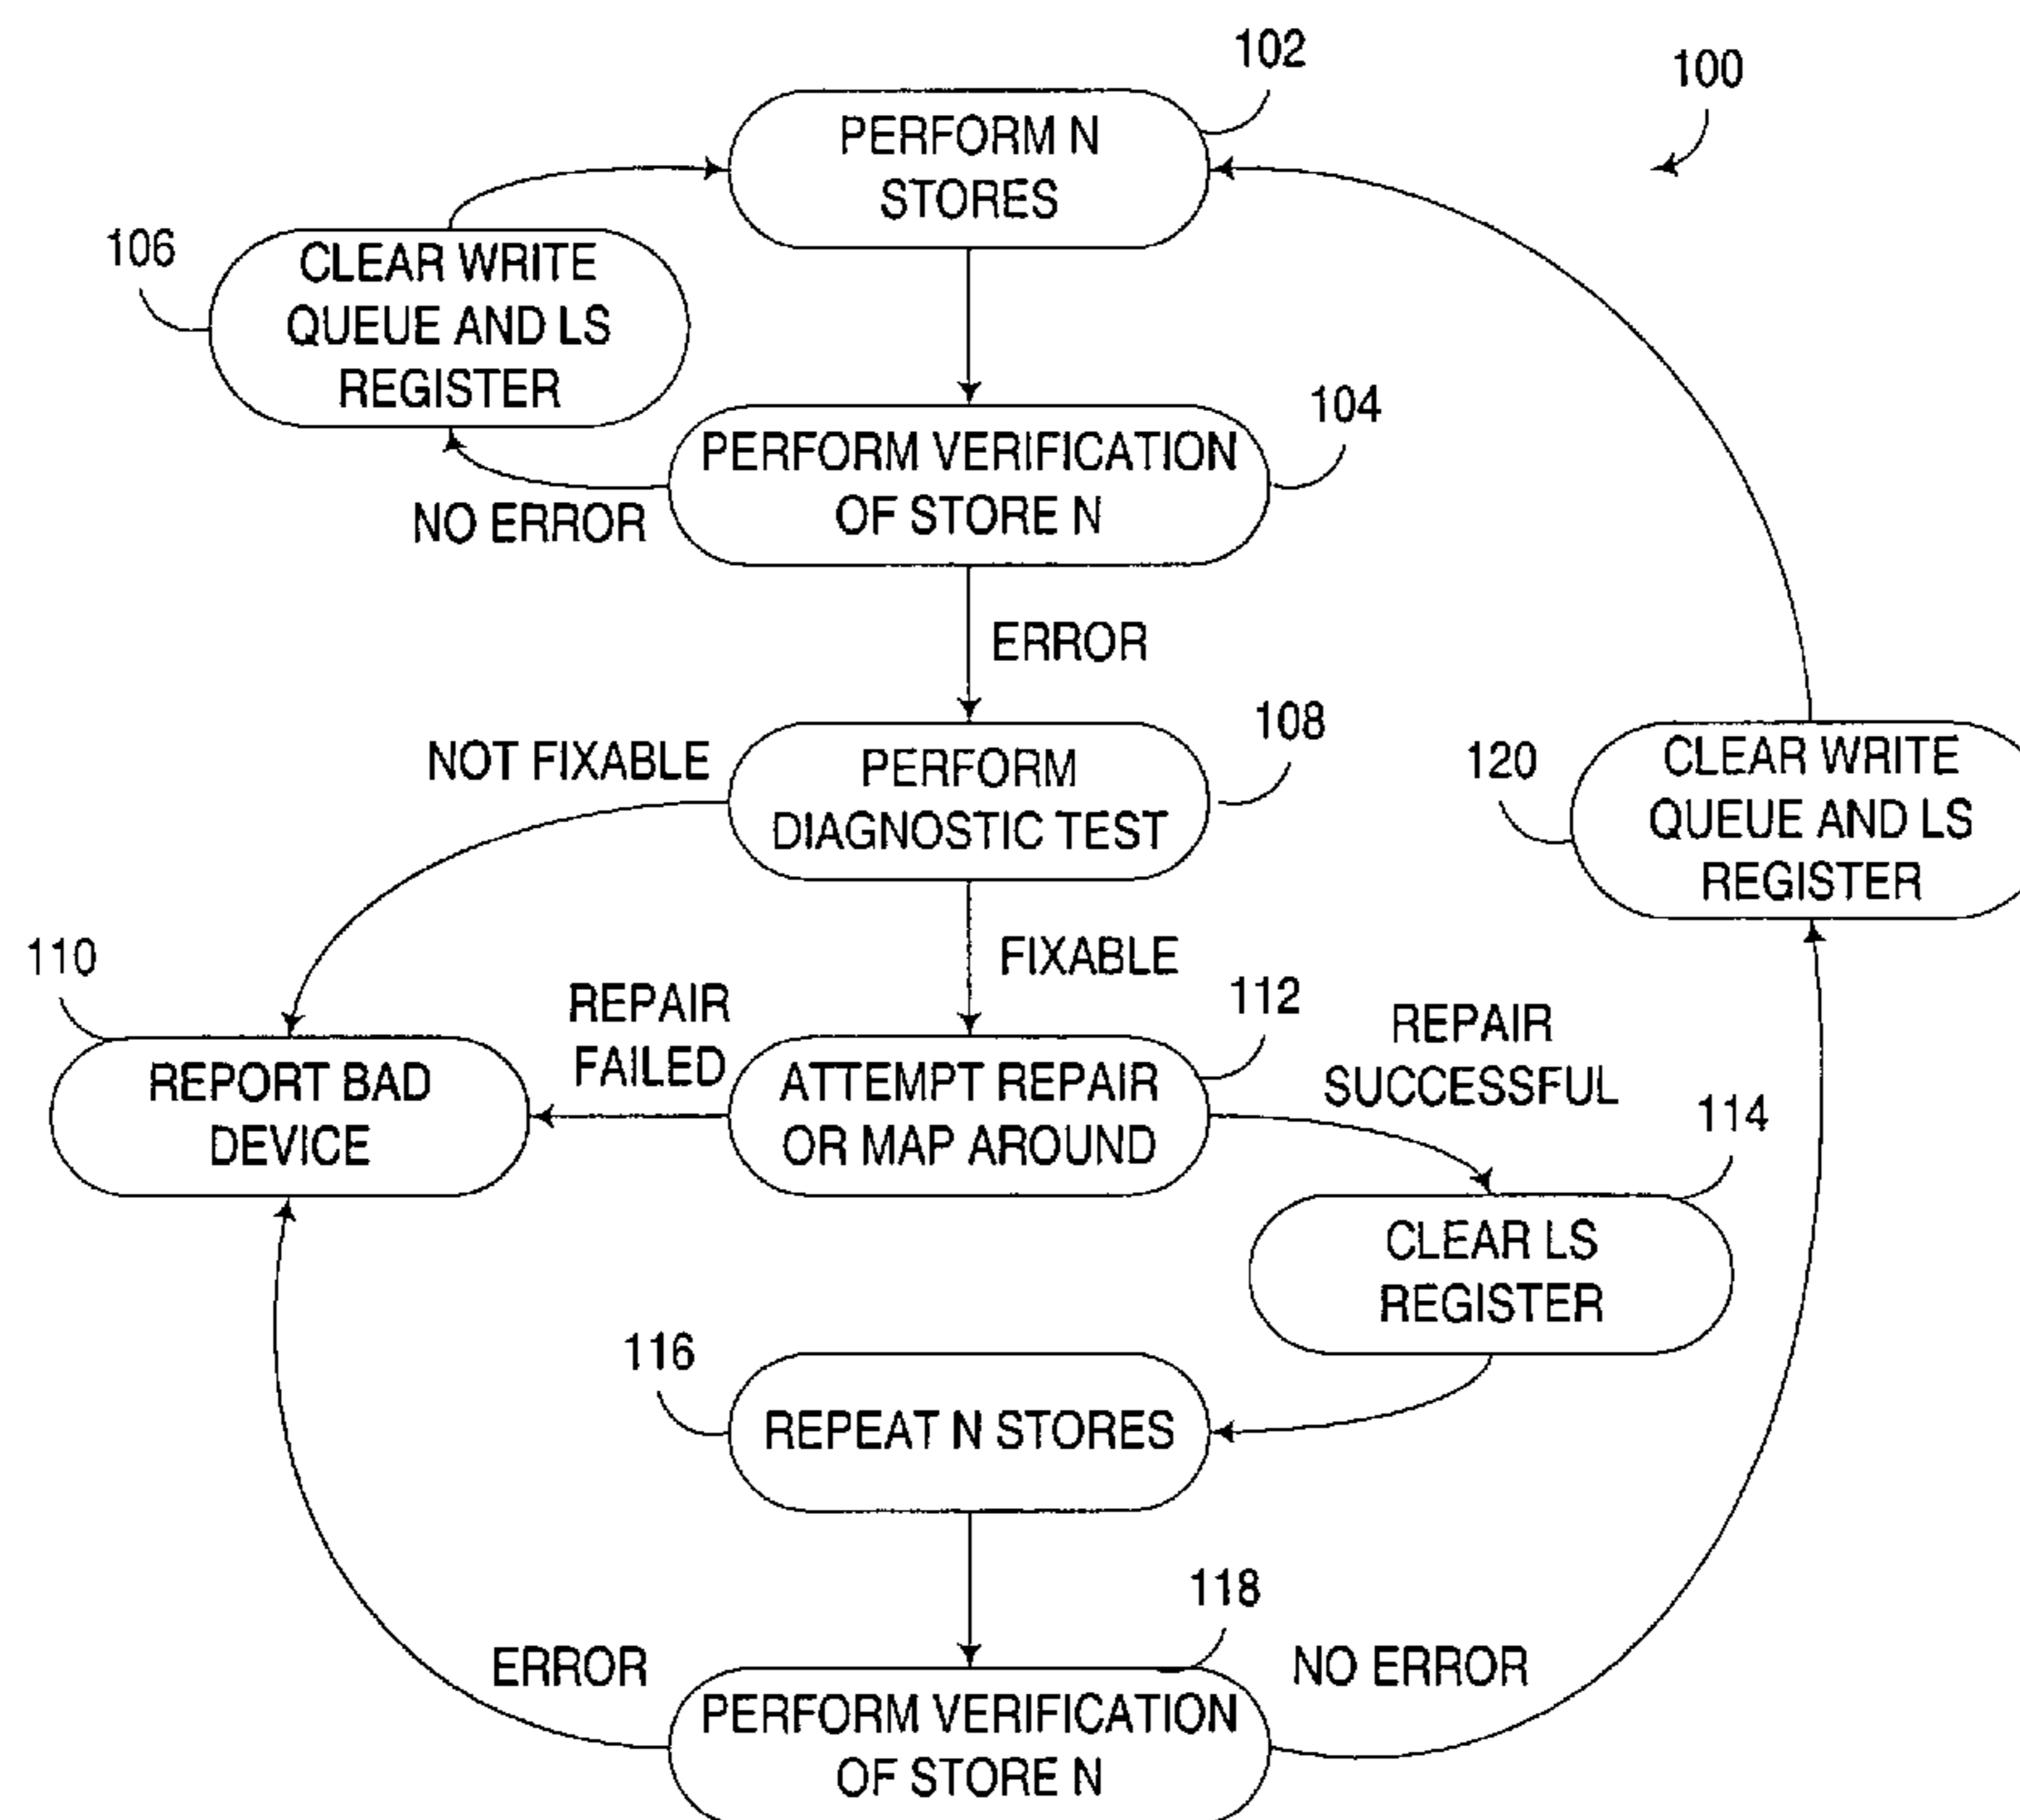 102
100
PERFORM N
STORES
106
CLEAR WRITE
QUEUE AND LS
REGISTER
104
PERFORM VERIFICATION
OF STORE N
NO ERROR
ERROR
108
NOT FIXABLE
PERFORM
DIAGNOSTIC TEST
120
CLEAR WRITE
QUEUE AND LS
REGISTER
110
FIXABLE
REPAIR
FAILED
112
REPAIR
SUCCESSFUL
REPORT BAD
DEVICE
ATTEMPT REPAIR
OR MAP AROUND
114
CLEAR LS
REGISTER
116
REPEAT N STORES
118
ERROR
NO ERROR
PERFORM VERIFICATION
OF STORE N